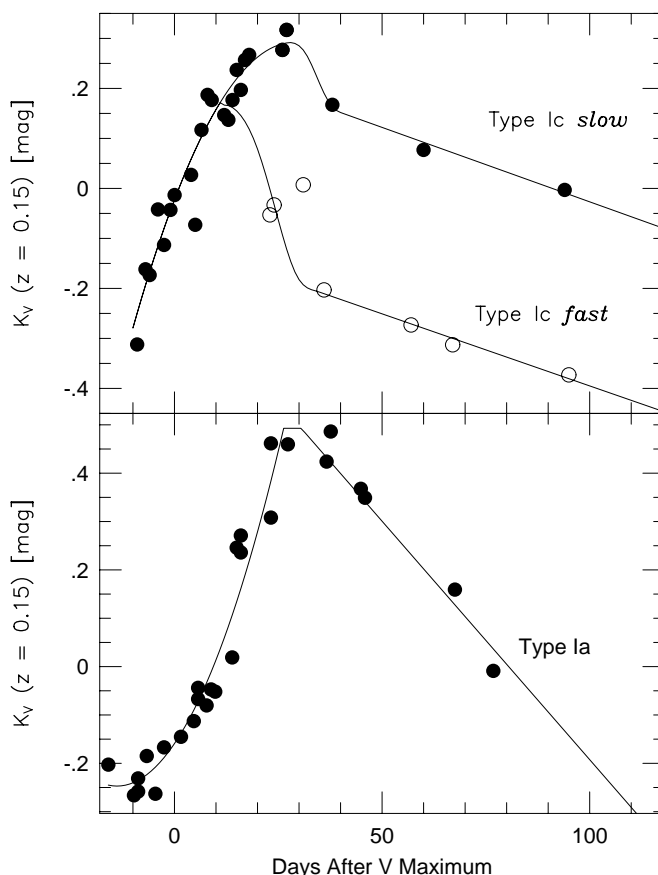 K_V (z = 0.15) [mag]
.2
0
-.2
-.4
Type Ic slow
Type Ic fast
K_V (z = 0.15) [mag]
.4
.2
0
-.2
Type Ia
0
50
100
Days After V Maximum